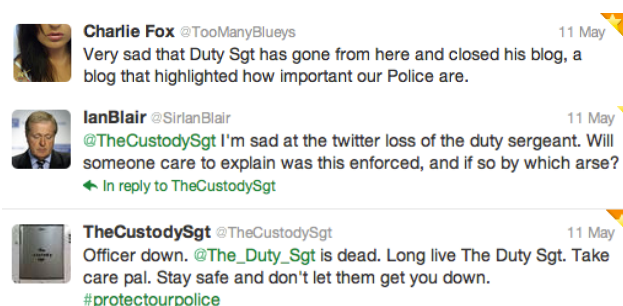 Charlie Fox @TooManyBlueys 11 May
Very sad that Duty Sgt has gone from here and closed his blog, a
blog that highlighted how important our Police are.
IanBlair @SirIanBlair 11 May
@TheCustodySgt I'm sad at the twitter loss of the duty sergeant. Will
someone care to explain was this enforced, and if so by which arse?
In reply to TheCustodySgt
TheCustodySgt @TheCustodySgt 11 May
Officer down. @The_Duty_Sgt is dead. Long live The Duty Sgt. Take
care pal. Stay safe and don't let them get you down.
#protectourpolice